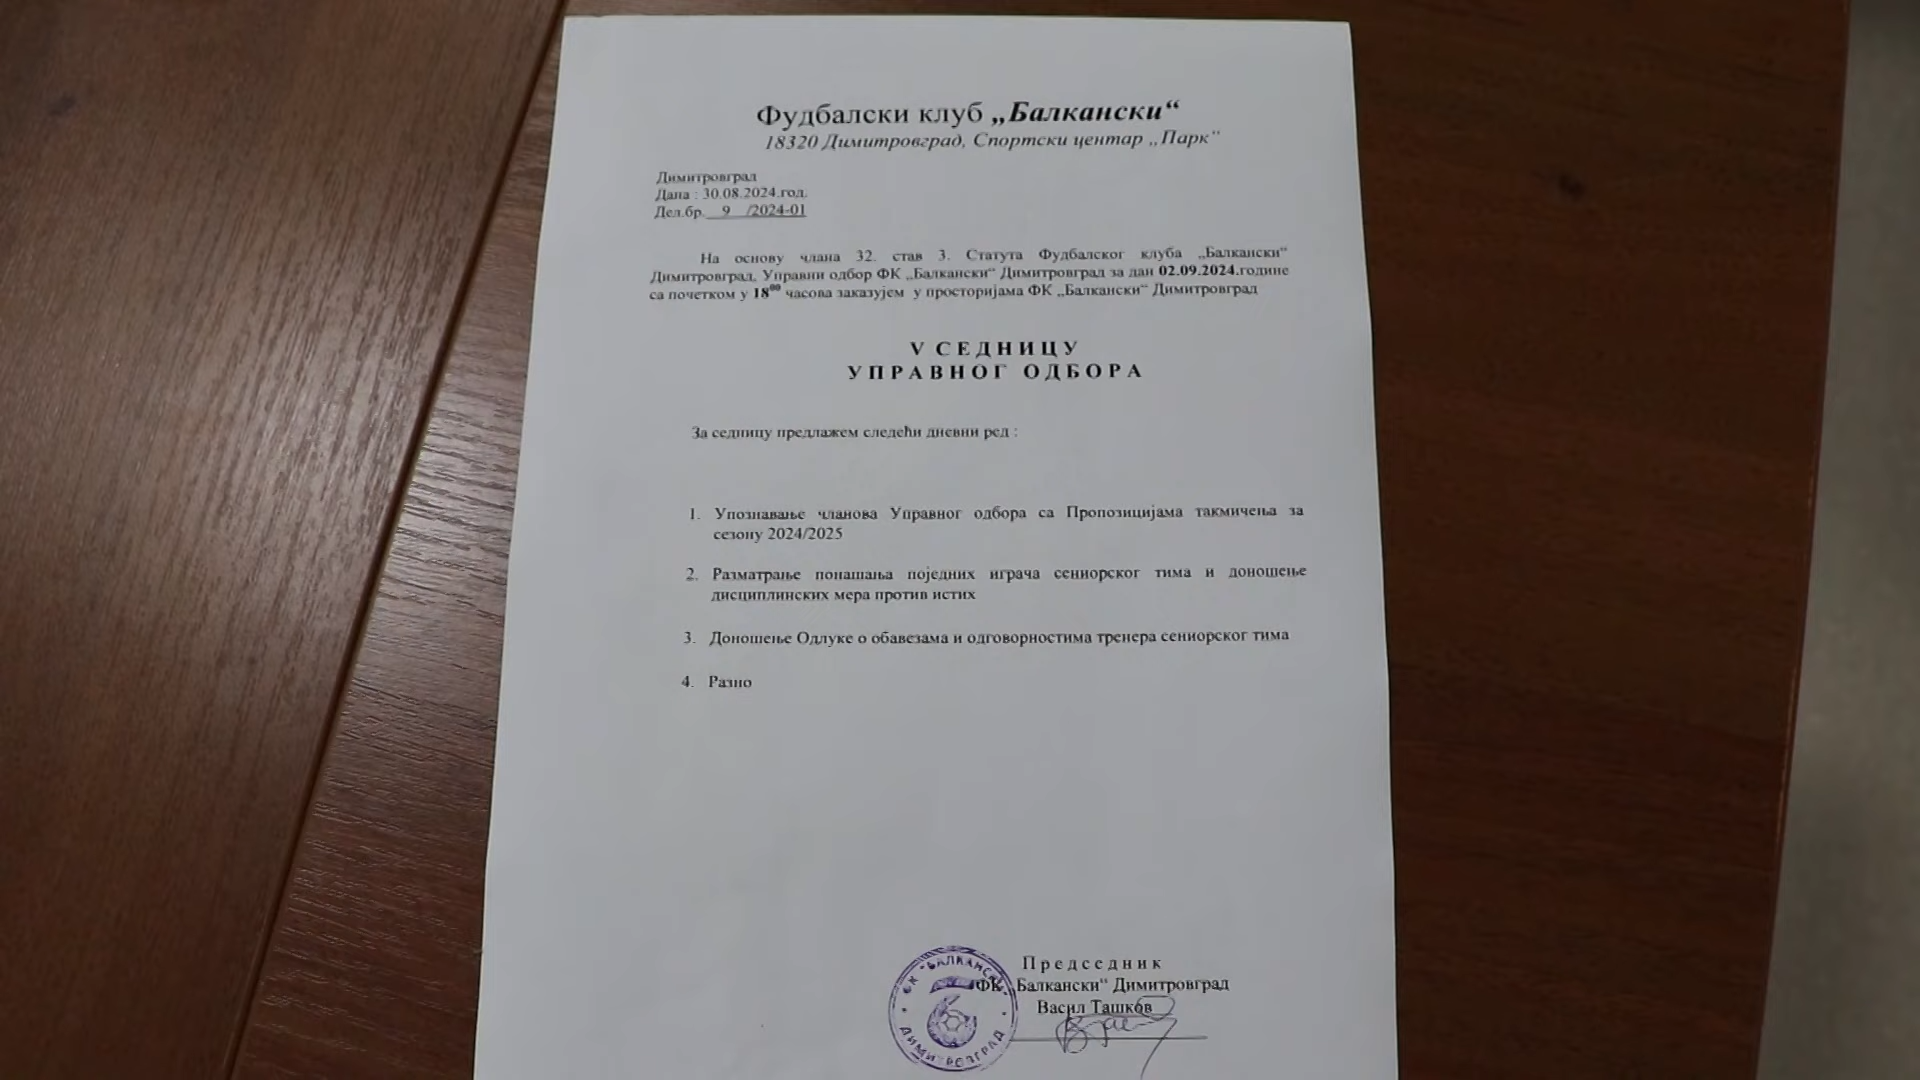 Фудбалски клуб „Балкански“
18320 Димитровград, Спортски центар „Парк“
Димитровград
Дана : 30.08.2024.год.
Дел.бр. 9 /2024-01
На основу члана 32. став 3. Статута Фудбалског клуба „Балкански“
Димитровград, Управни одбор ФК „Балкански“ Димитровград за дан 02.09.2024.године
са почетком у 18⁰⁰ часова заказујем у просторијама ФК „Балкански“ Димитровград
V СЕДНИЦУ
УПРАВНОГ ОДБОРА
За седницу предлажем следећи дневни ред :
1. Упознавање чланова Управног одбора са Пропозицијама такмичења за
сезону 2024/2025
2. Разматрање понашања појединих играча сениорског тима и доношење
дисциплинских мера против истих
3. Доношење Одлуке о обавезама и одговорностима тренера сениорског тима
4. Разно
Председник
ФК „Балкански“ Димитровград
Васил Ташков
ФК "БАЛКАНСКИ"
ДИМИТРОВГРАД